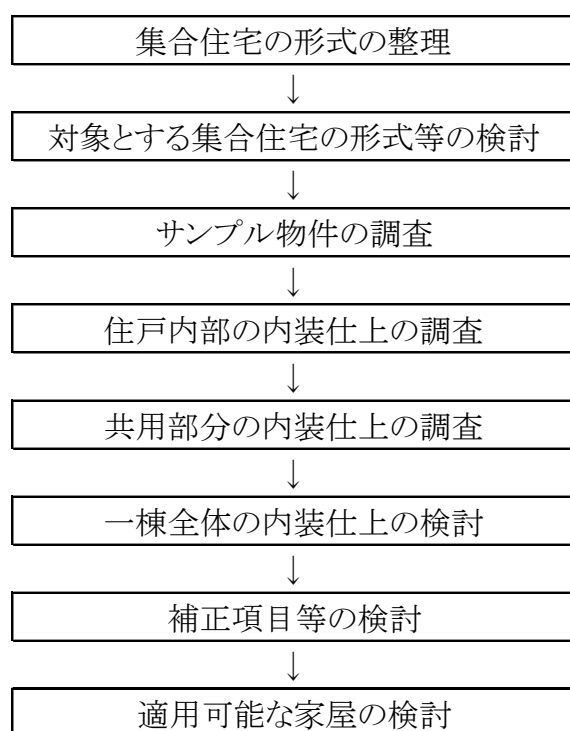 集合住宅の形式の整理
↓
対象とする集合住宅の形式等の検討
↓
サンプル物件の調査
↓
住戸内部の内装仕上の調査
↓
共用部分の内装仕上の調査
↓
一棟全体の内装仕上の検討
↓
補正項目等の検討
↓
適用可能な家屋の検討